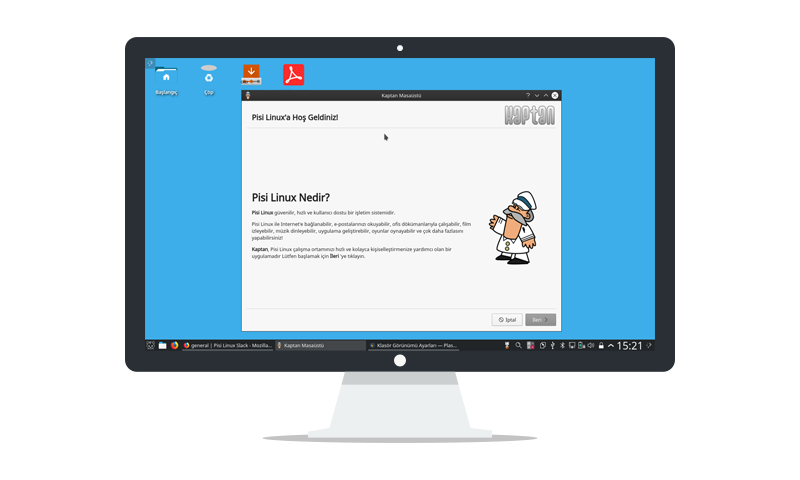 Başlangıç
Çöp
Kaptan Masaüstü
Pisi Linux'a Hoş Geldiniz!
Kaptan
Pisi Linux Nedir?
Pisi Linux güvenilir, hızlı ve kullanıcı dostu bir işletim sistemidir.
Pisi Linux ile Internet'e bağlanabilir, e-postalarınızı okuyabilir, ofis dökümanlarıyla çalışabilir, film
izleyebilir, müzik dinleyebilir, uygulama geliştirebilir, oyunlar oynayabilir ve çok daha fazlasını
yapabilirsiniz!
Kaptan, Pisi Linux çalışma ortamınızı hızlı ve kolayca kişiselleştirmenize yardımcı olan bir
uygulamadır Lütfen başlamak için İleri 'ye tıklayın.
İptal
İleri
general | Pisi Linux Slack - Mozilla...
Kaptan Masaüstü
Klasör Görünümü Ayarları — Plas...
15:21